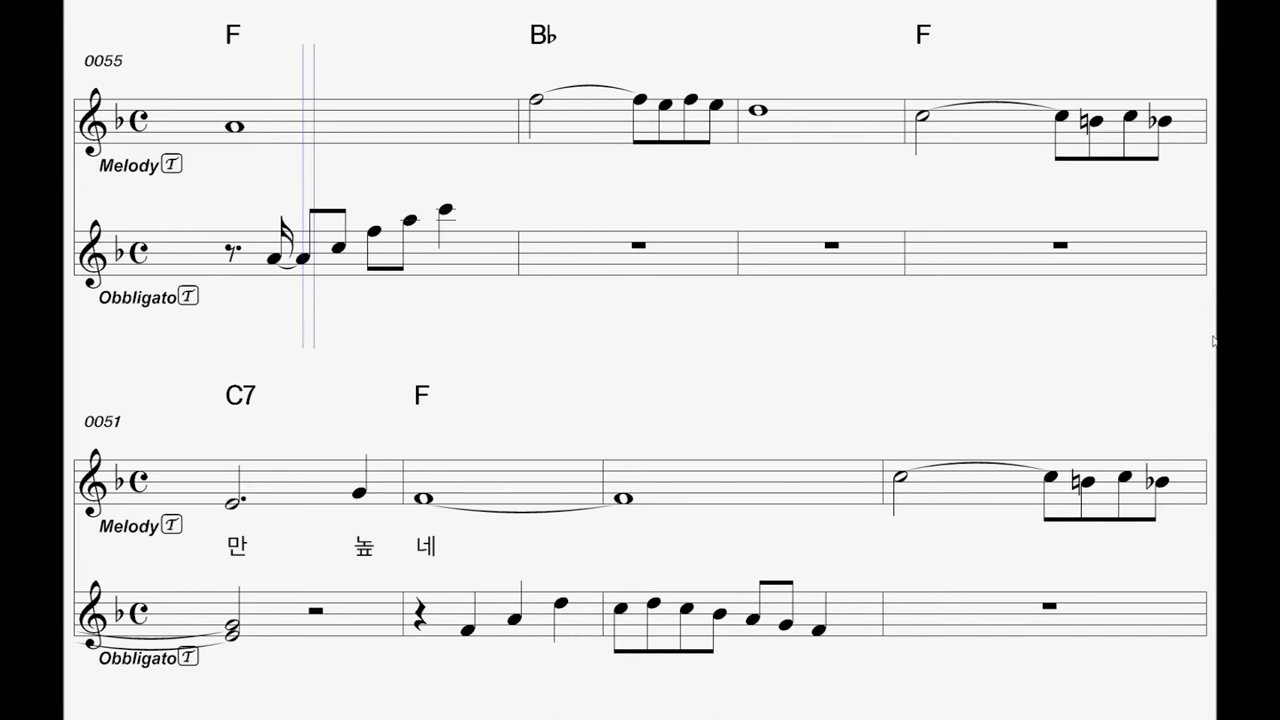 F B♭ F
0055
Melody T
Obbligato T
C7 F
0051
Melody T
만 높 네
Obbligato T